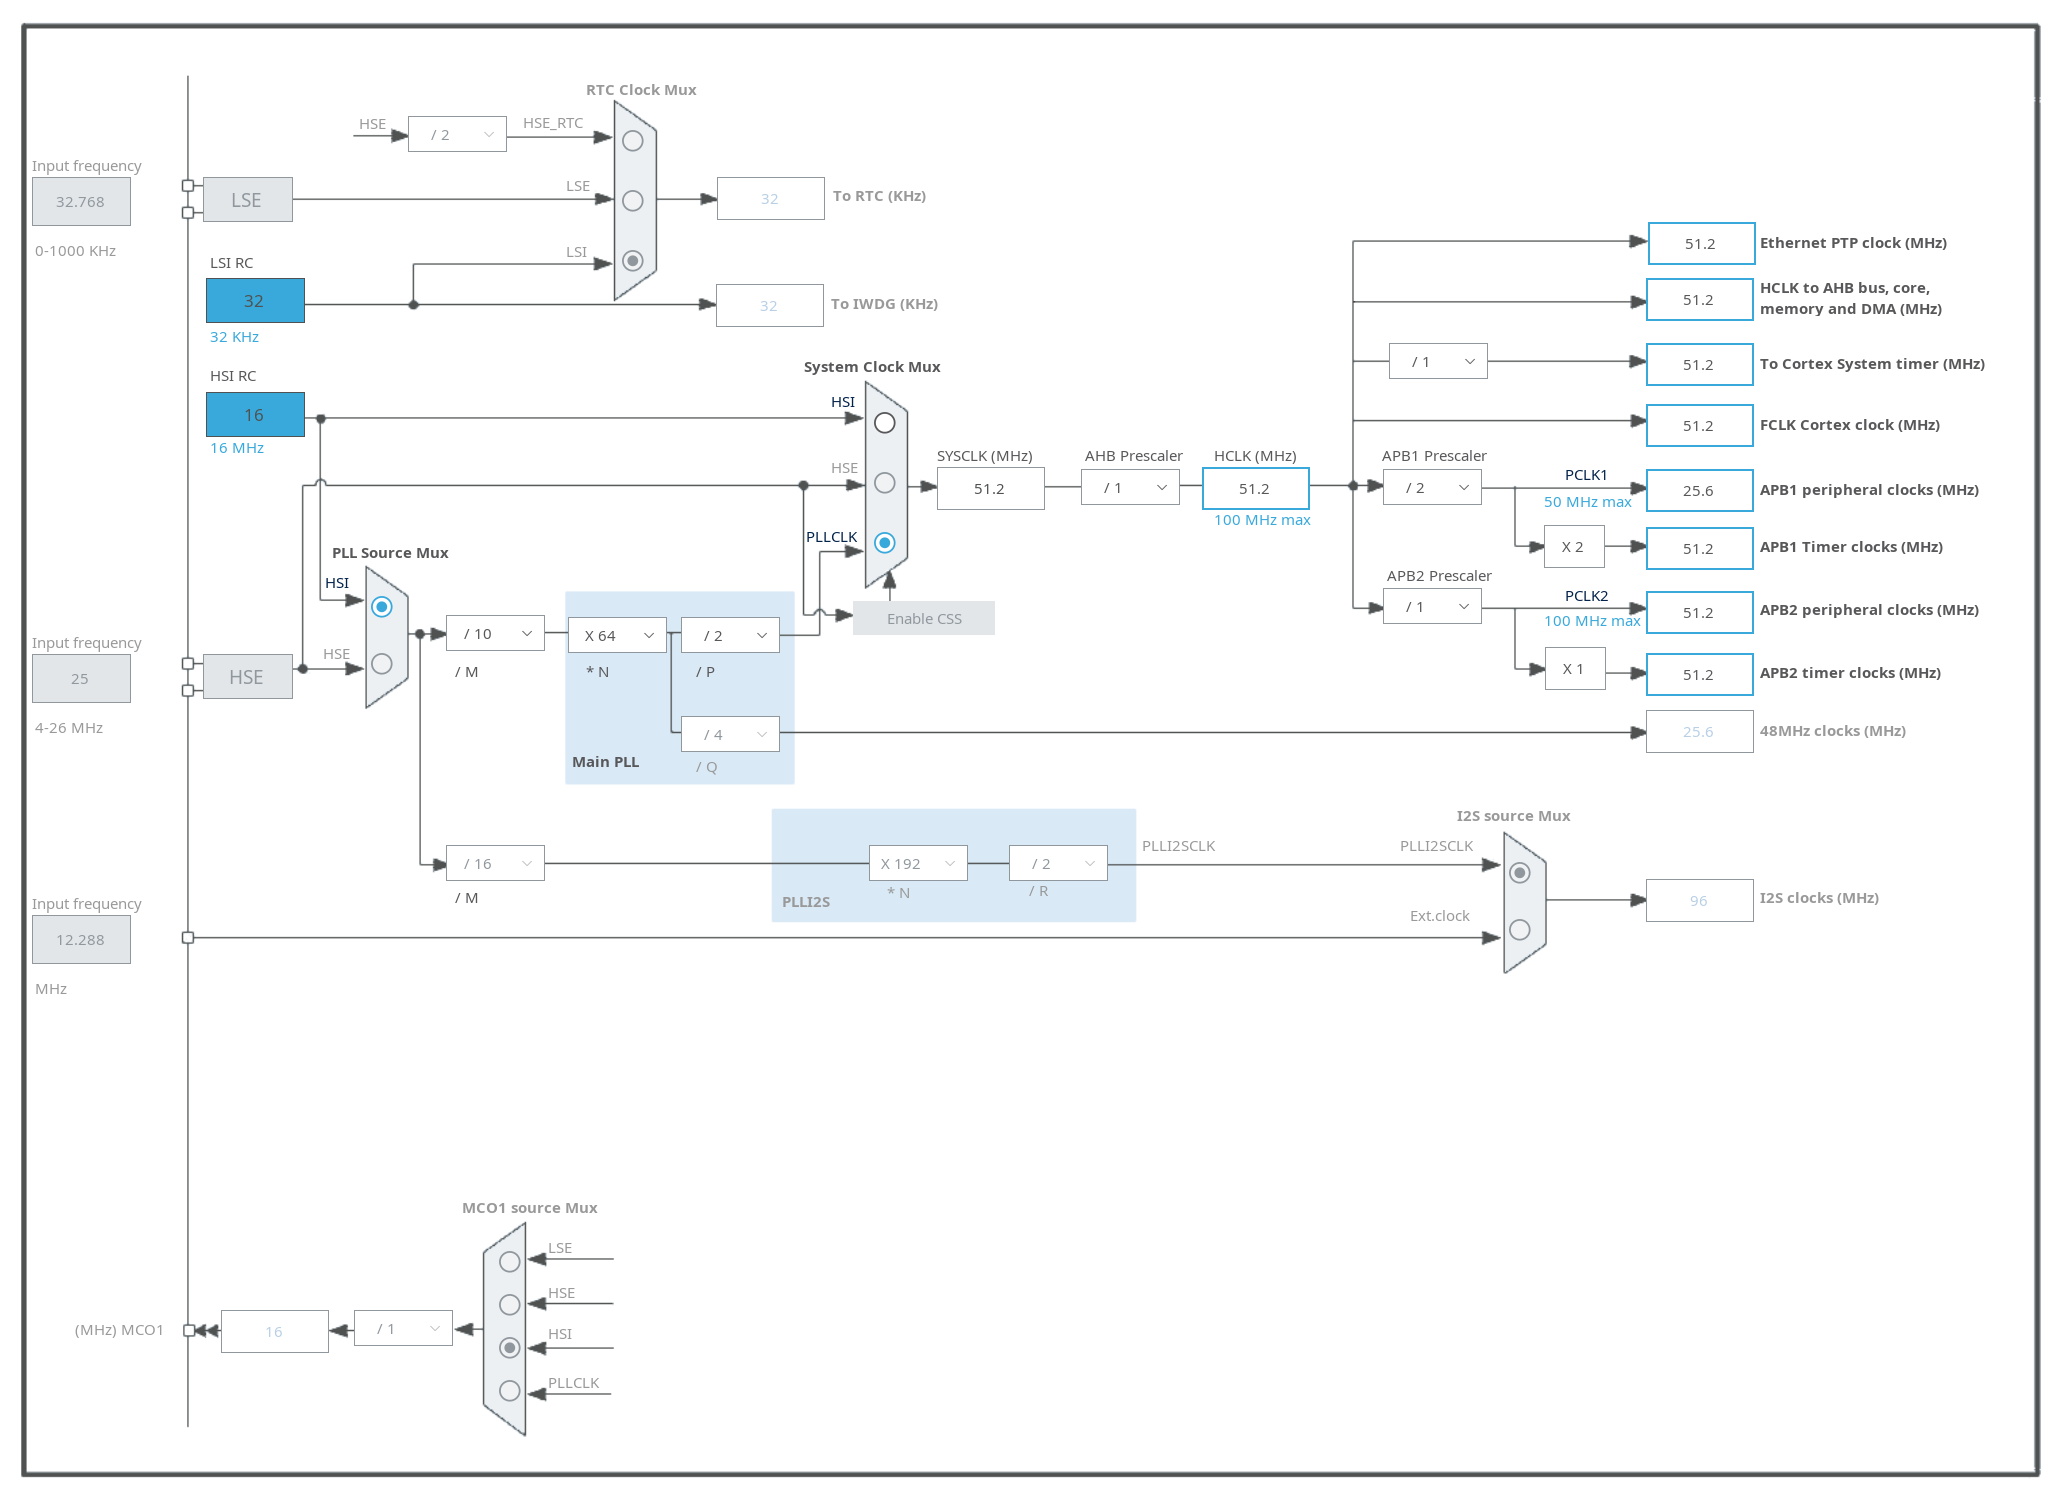 RTC Clock Mux
HSE
/ 2
HSE_RTC
Input frequency
32.768
0-1000 KHz
LSE
LSE
32
To RTC (KHz)
LSI RC
LSI
32
32 KHz
32
To IWDG (KHz)
HSI RC
16
16 MHz
System Clock Mux
HSI
HSE
PLLCLK
Enable CSS
SYSCLK (MHz)
51.2
AHB Prescaler
/ 1
HCLK (MHz)
51.2
100 MHz max
51.2
Ethernet PTP clock (MHz)
51.2
HCLK to AHB bus, core,
memory and DMA (MHz)
/ 1
51.2
To Cortex System timer (MHz)
51.2
FCLK Cortex clock (MHz)
APB1 Prescaler
/ 2
PCLK1
50 MHz max
25.6
APB1 peripheral clocks (MHz)
X 2
51.2
APB1 Timer clocks (MHz)
APB2 Prescaler
/ 1
PCLK2
100 MHz max
51.2
APB2 peripheral clocks (MHz)
X 1
51.2
APB2 timer clocks (MHz)
25.6
48MHz clocks (MHz)
PLL Source Mux
HSI
HSE
Input frequency
25
4-26 MHz
HSE
/ 10
/ M
X 64
* N
/ 2
/ P
/ 4
/ Q
Main PLL
/ 16
/ M
X 192
* N
/ 2
/ R
PLLI2S
PLLI2SCLK
I2S source Mux
PLLI2SCLK
Ext.clock
96
I2S clocks (MHz)
Input frequency
12.288
MHz
MCO1 source Mux
LSE
HSE
HSI
PLLCLK
(MHz) MCO1
16
/ 1